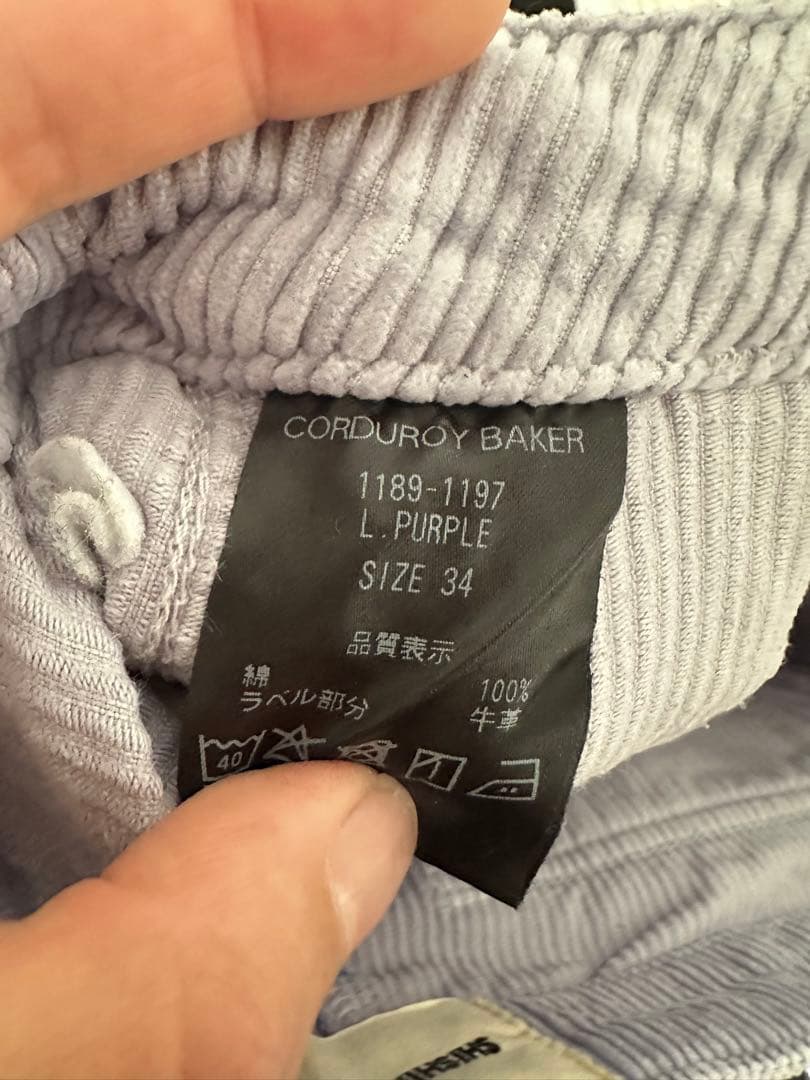 CORDUROY BAKER
1189-1197
L.PURPLE
SIZE 34
品質表示
綿 100%
ラベル部分 牛革
40